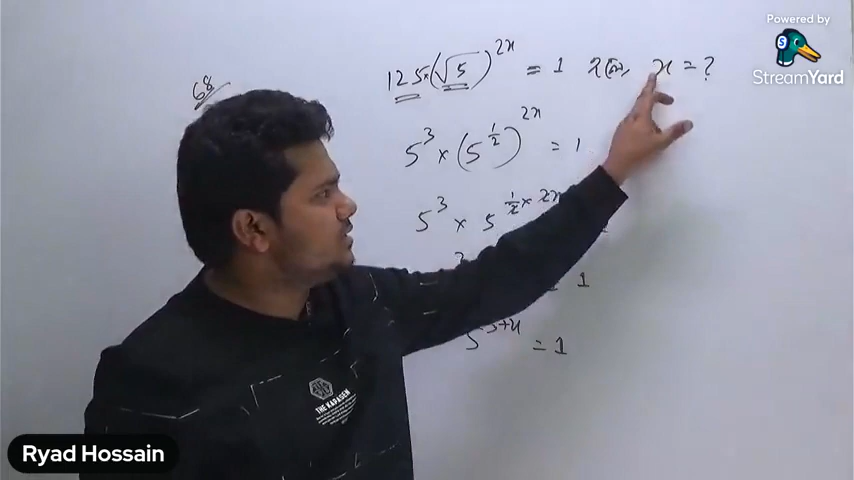 Powered by
StreamYard
68
125×(√5)^2x = 1 হলে, x = ?
5^3 × (5^1/2)^2x = 1
5^3 × 5^1/2 × 2x
= 1
5^3+x = 1
THE KAPASEN
Ryad Hossain